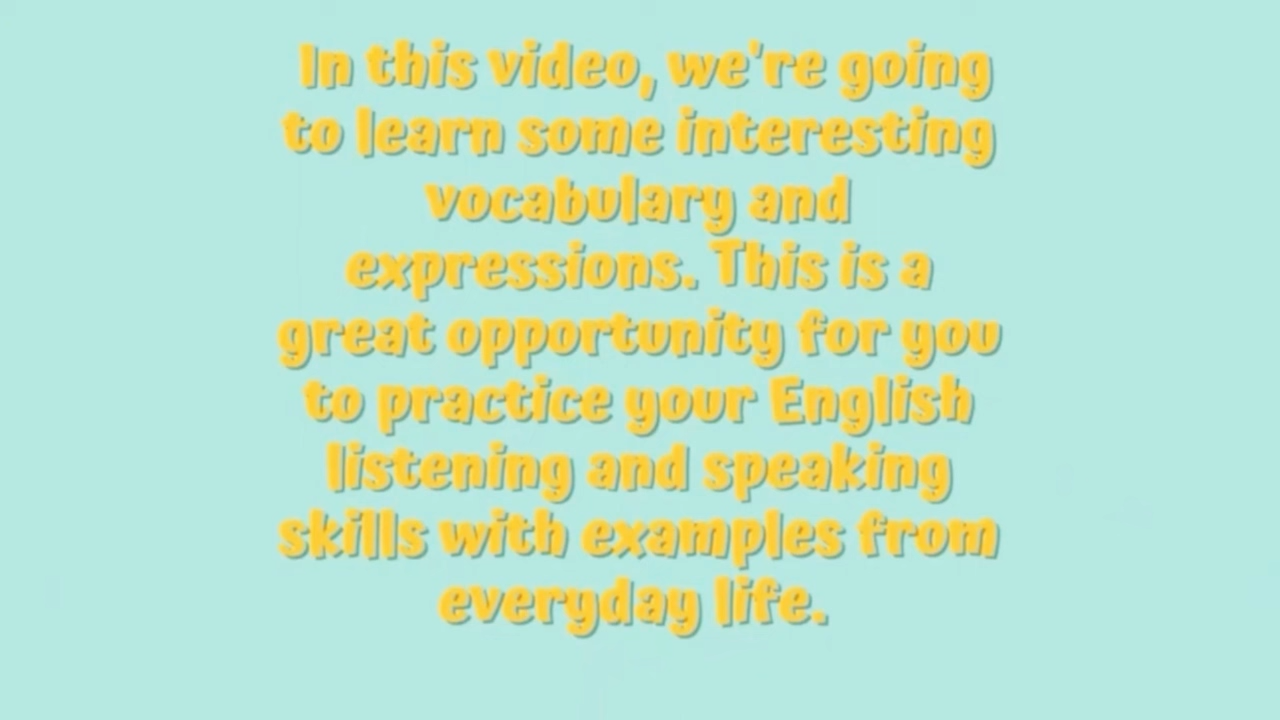 In this video, we're going
to learn some interesting
vocabulary and
expressions. This is a
great opportunity for you
to practice your English
listening and speaking
skills with examples from
everyday life.